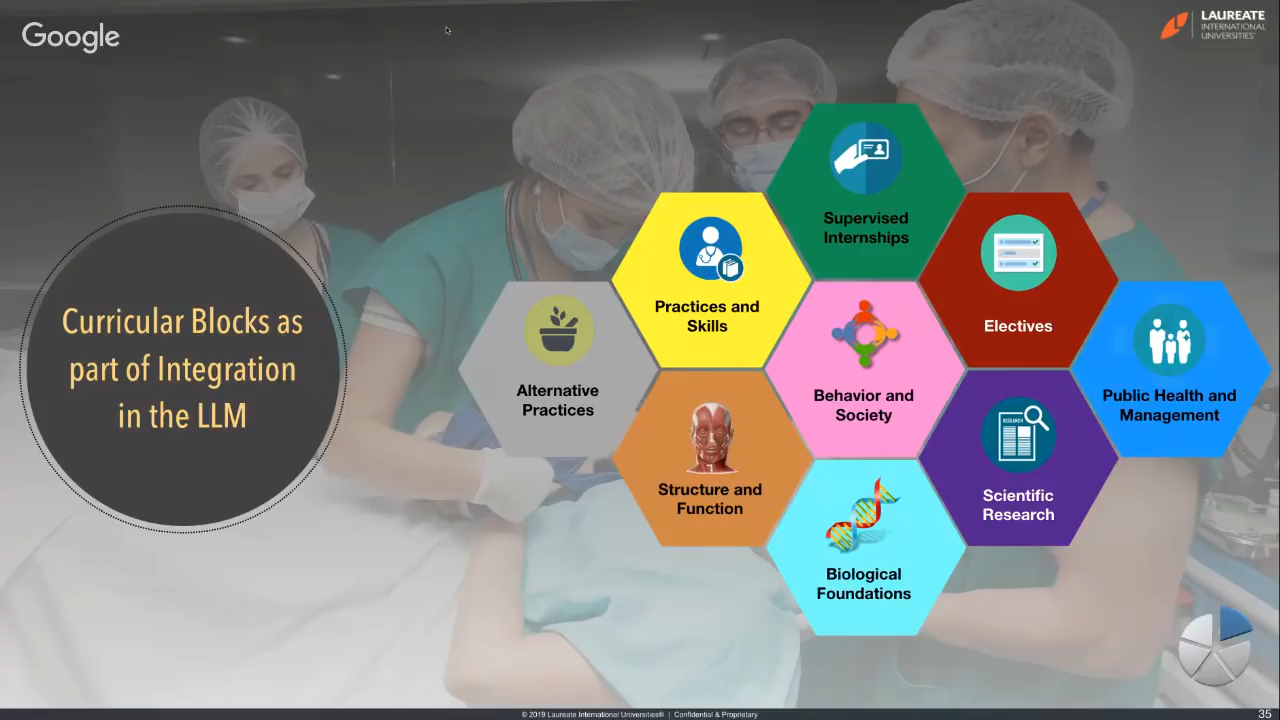 Google
LAUREATE
INTERNATIONAL
UNIVERSITIES®
Curricular Blocks as
part of Integration
in the LLM
Supervised
Internships
Practices and
Skills
Electives
Alternative
Practices
Behavior and
Society
Public Health and
Management
Structure and
Function
RESEARCH
Scientific
Research
Biological
Foundations
© 2019 Laureate International Universities® | Confidential & Proprietary
35